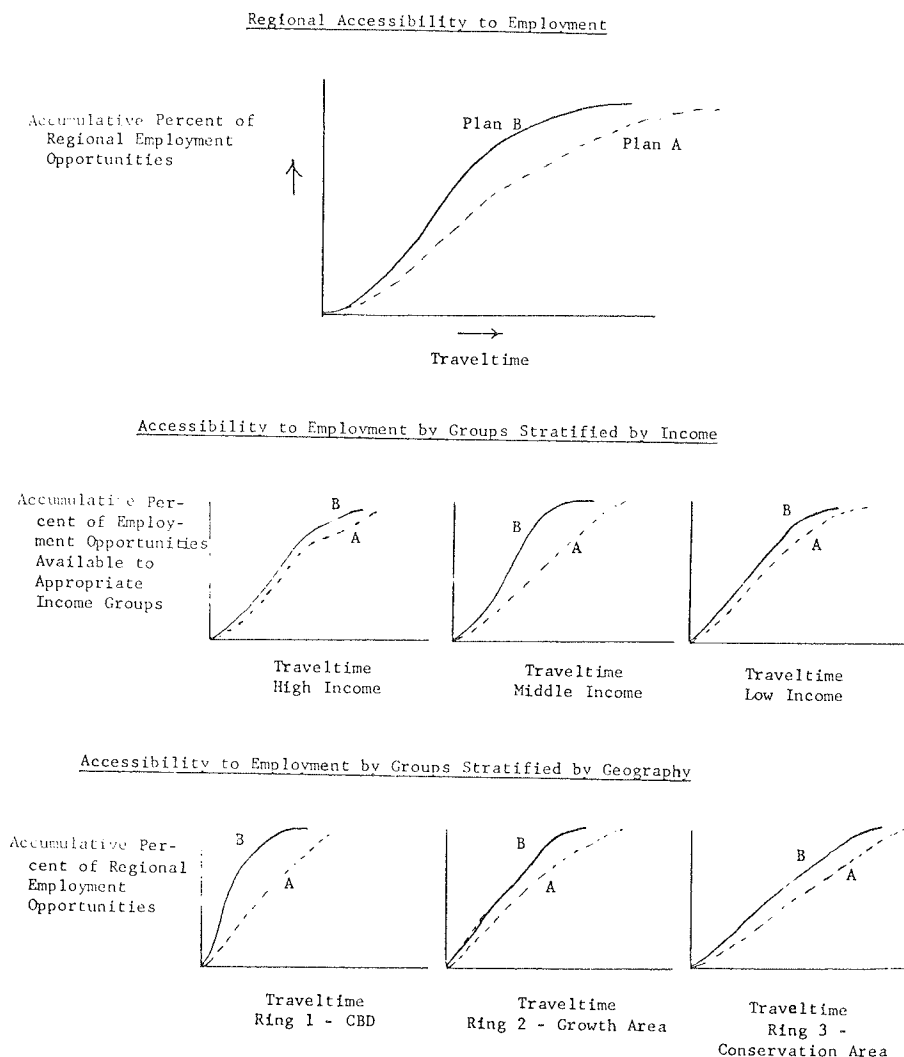 Regional Accessibility to Employment
Accumulative Percent of
Regional Employment
Opportunities
Plan B
Plan A
Traveltime
Accessibility to Employment by Groups Stratified by Income
Accumulative Per-
cent of Employ-
ment Opportunities
Available to
Appropriate
Income Groups
B
A
Traveltime
High Income
B
A
Traveltime
Middle Income
B
A
Traveltime
Low Income
Accessibility to Employment by Groups Stratified by Geography
Accumulative Per-
cent of Regional
Employment
Opportunities
B
A
Traveltime
Ring 1 - CBD
B
A
Traveltime
Ring 2 - Growth Area
B
A
Traveltime
Ring 3 -
Conservation Area